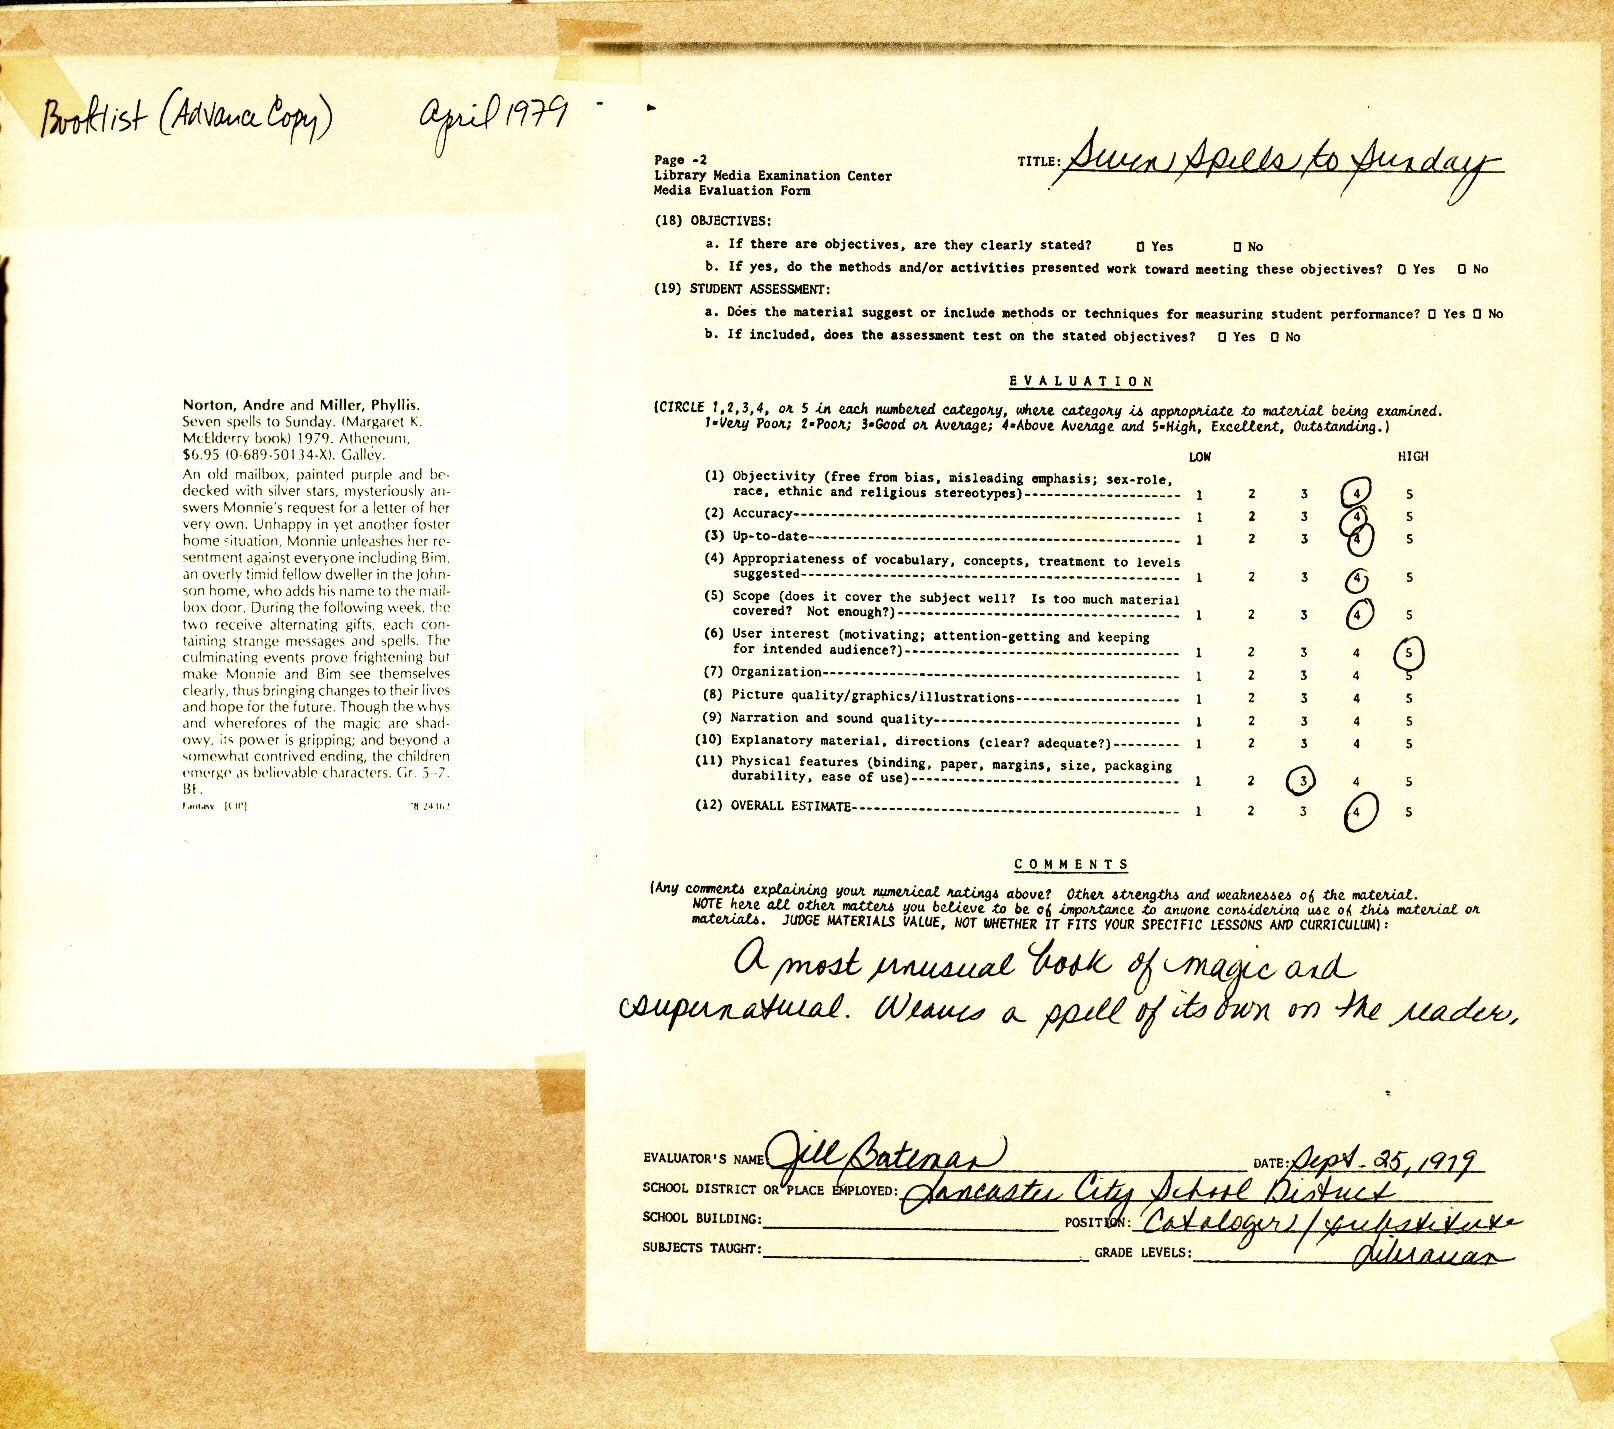 Booklist (Advance Copy) April 1979
Norton, Andre and Miller, Phyllis.
Seven spells to Sunday. (Margaret K.
McElderry book) 1979. Atheneum,
$6.95 (0-689-50134-X). Galley.
An old mailbox, painted purple and be-
decked with silver stars, mysteriously an-
swers Monnie's request for a letter of her
very own. Unhappy in yet another foster
home situation, Monnie unleashes her re-
sentment against everyone including Bim,
an overly timid fellow dweller in the John-
son home, who adds his name to the mail-
box door. During the following week, the
two receive alternating gifts, each con-
taining strange messages and spells. The
culminating events prove frightening but
make Monnie and Bim see themselves
clearly, thus bringing changes to their lives
and hope for the future. Though the whys
and wherefores of the magic are shad-
owy, its power is gripping; and beyond a
somewhat contrived ending, the children
emerge as believable characters. Gr. 5-7.
BE.
Fantasy [CIP]
Page -2
Library Media Examination Center
Media Evaluation Form
TITLE: Seven Spells to Sunday
(18) OBJECTIVES:
a. If there are objectives, are they clearly stated? Yes No
b. If yes, do the methods and/or activities presented work toward meeting these objectives? Yes No
(19) STUDENT ASSESSMENT:
a. Does the material suggest or include methods or techniques for measuring student performance? Yes No
b. If included, does the assessment test on the stated objectives? Yes No
EVALUATION
(CIRCLE 1,2,3,4, or 5 in each numbered category, where category is appropriate to material being examined.
1=Very Poor; 2=Poor; 3=Good or Average; 4=Above Average and 5=High, Excellent, Outstanding.)
LOW HIGH
(1) Objectivity (free from bias, misleading emphasis; sex-role,
race, ethnic and religious stereotypes)--------------------- 1 2 3 4 5
(2) Accuracy---------------------------------------------------- 1 2 3 4 5
(3) Up-to-date-------------------------------------------------- 1 2 3 4 5
(4) Appropriateness of vocabulary, concepts, treatment to levels
suggested--------------------------------------------------- 1 2 3 4 5
(5) Scope (does it cover the subject well? Is too much material
covered? Not enough?)-------------------------------------- 1 2 3 4 5
(6) User interest (motivating; attention-getting and keeping
for intended audience?)------------------------------------- 1 2 3 4 5
(7) Organization------------------------------------------------ 1 2 3 4 5
(8) Picture quality/graphics/illustrations---------------------- 1 2 3 4 5
(9) Narration and sound quality--------------------------------- 1 2 3 4 5
(10) Explanatory material, directions (clear? adequate?)--------- 1 2 3 4 5
(11) Physical features (binding, paper, margins, size, packaging
durability, ease of use)------------------------------------ 1 2 3 4 5
(12) OVERALL ESTIMATE-------------------------------------------- 1 2 3 4 5
COMMENTS
(Any comments explaining your numerical ratings above? Other strengths and weaknesses of the material.
NOTE here all other matters you believe to be of importance to anyone considering use of this material or
materials. JUDGE MATERIALS VALUE, NOT WHETHER IT FITS YOUR SPECIFIC LESSONS AND CURRICULUM):
A most unusual book of magic and
supernatural. Weaves a spell of its own on the reader.
EVALUATOR'S NAME: Jill Bateman DATE: Sept. 25, 1979
SCHOOL DISTRICT OR PLACE EMPLOYED: Lancaster City School District
SCHOOL BUILDING: POSITION: Cataloger / substitute
SUBJECTS TAUGHT: GRADE LEVELS: librarian